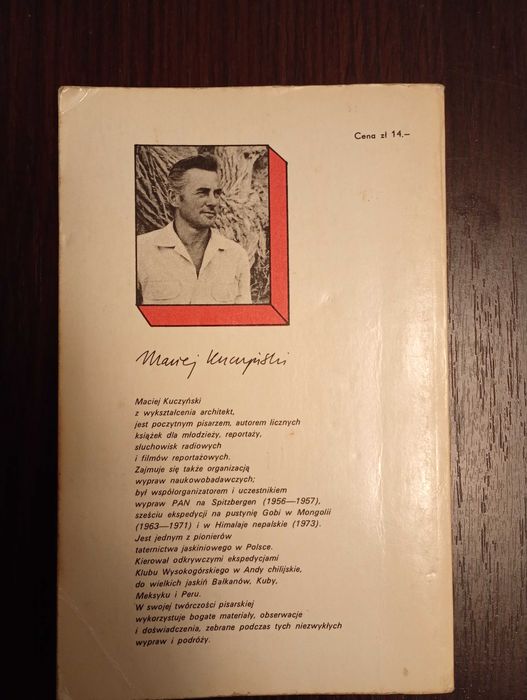 Cena zł 14.–
Maciej Kuczyński
Maciej Kuczyński
z wykształcenia architekt,
jest poczytnym pisarzem, autorem licznych
książek dla młodzieży, reportaży,
słuchowisk radiowych
i filmów reportażowych.
Zajmuje się także organizacją
wypraw naukowobadawczych;
był współorganizatorem i uczestnikiem
wypraw PAN na Spitzbergen (1956—1957),
sześciu ekspedycji na pustynię Gobi w Mongolii
(1963—1971) i w Himalaje nepalskie (1973).
Jest jednym z pionierów
taternictwa jaskiniowego w Polsce.
Kierował odkrywczymi ekspedycjami
Klubu Wysokogórskiego w Andy chilijskie,
do wielkich jaskiń Bałkanów, Kuby,
Meksyku i Peru.
W swojej twórczości pisarskiej
wykorzystuje bogate materiały, obserwacje
i doświadczenia, zebrane podczas tych niezwykłych
wypraw i podróży.